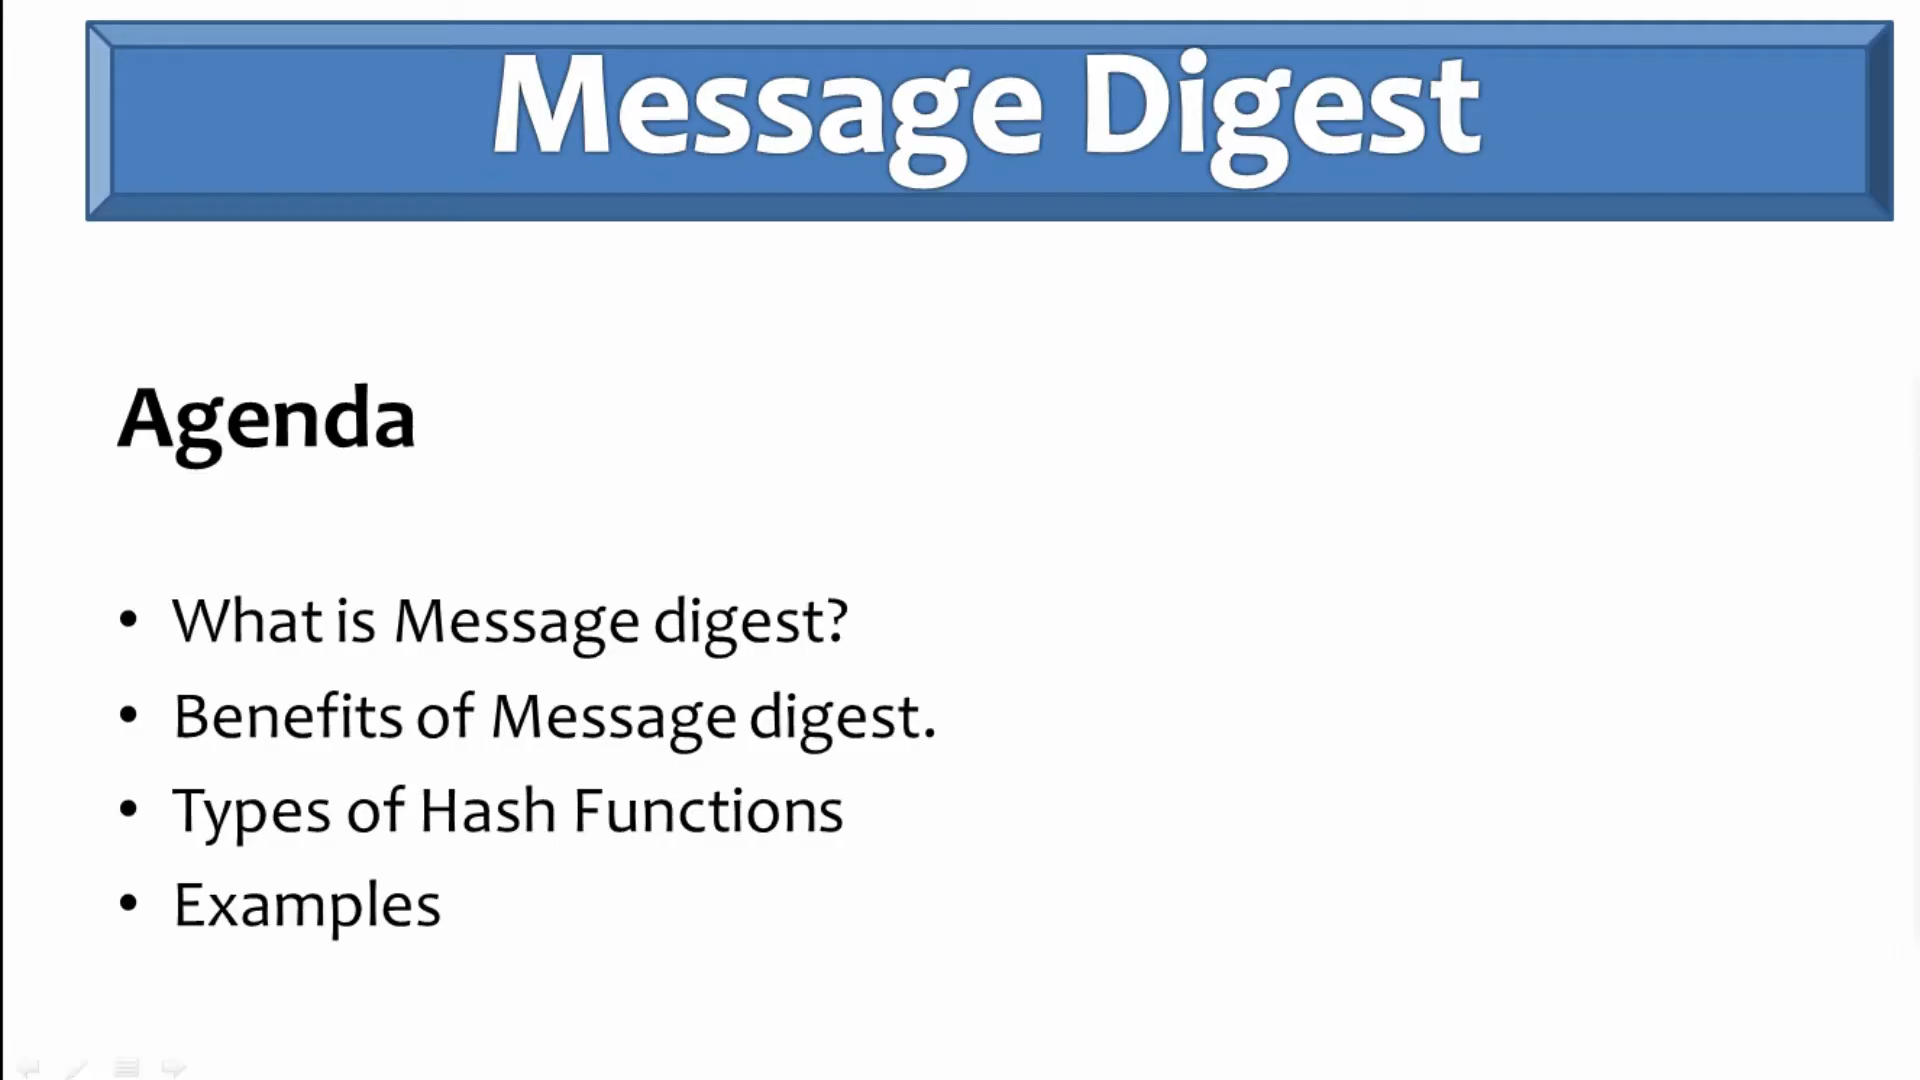 Message Digest
Agenda
• What is Message digest?
• Benefits of Message digest.
• Types of Hash Functions
• Examples